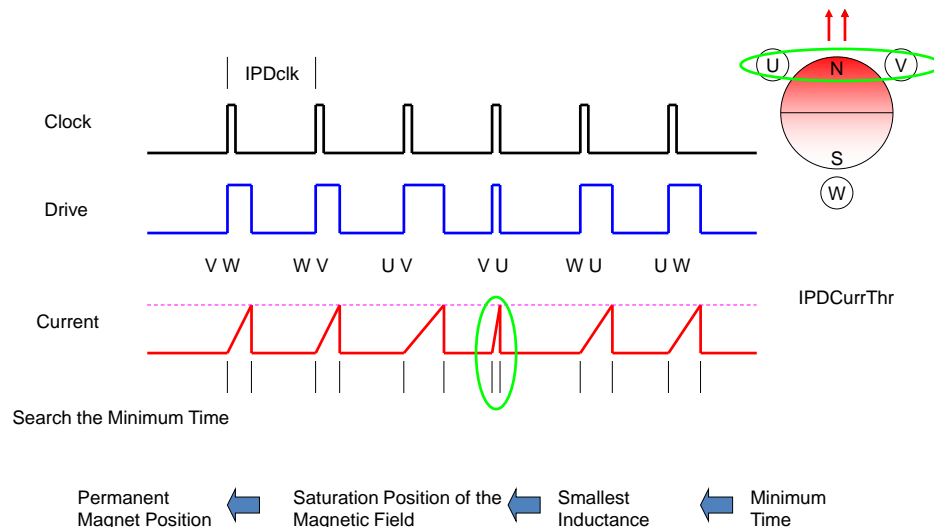 IPDclk
U
N
V
Clock
S
W
Drive
V W
W V
U V
V U
W U
U W
IPDCurrThr
Current
Search the Minimum Time
Permanent
Magnet Position
Saturation Position of the
Magnetic Field
Smallest
Inductance
Minimum
Time